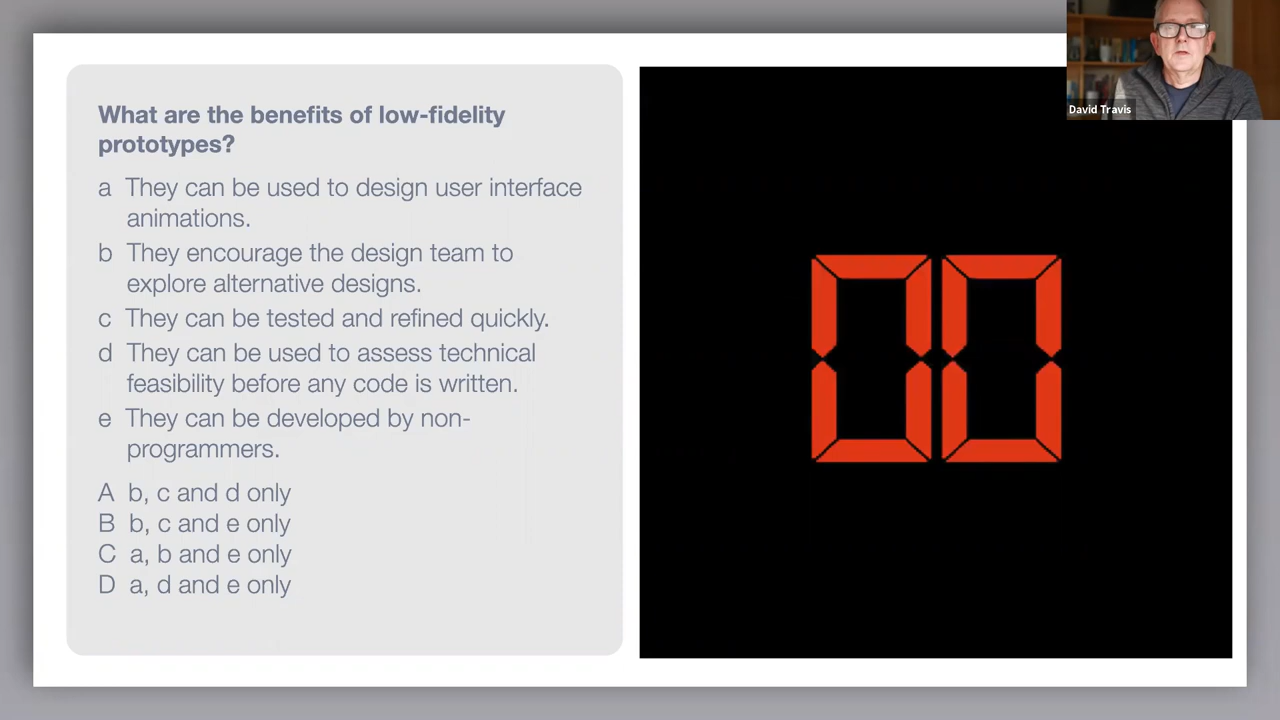 What are the benefits of low-fidelity
prototypes?
a They can be used to design user interface
animations.
b They encourage the design team to
explore alternative designs.
c They can be tested and refined quickly.
d They can be used to assess technical
feasibility before any code is written.
e They can be developed by non-
programmers.
A b, c and d only
B b, c and e only
C a, b and e only
D a, d and e only
00
David Travis